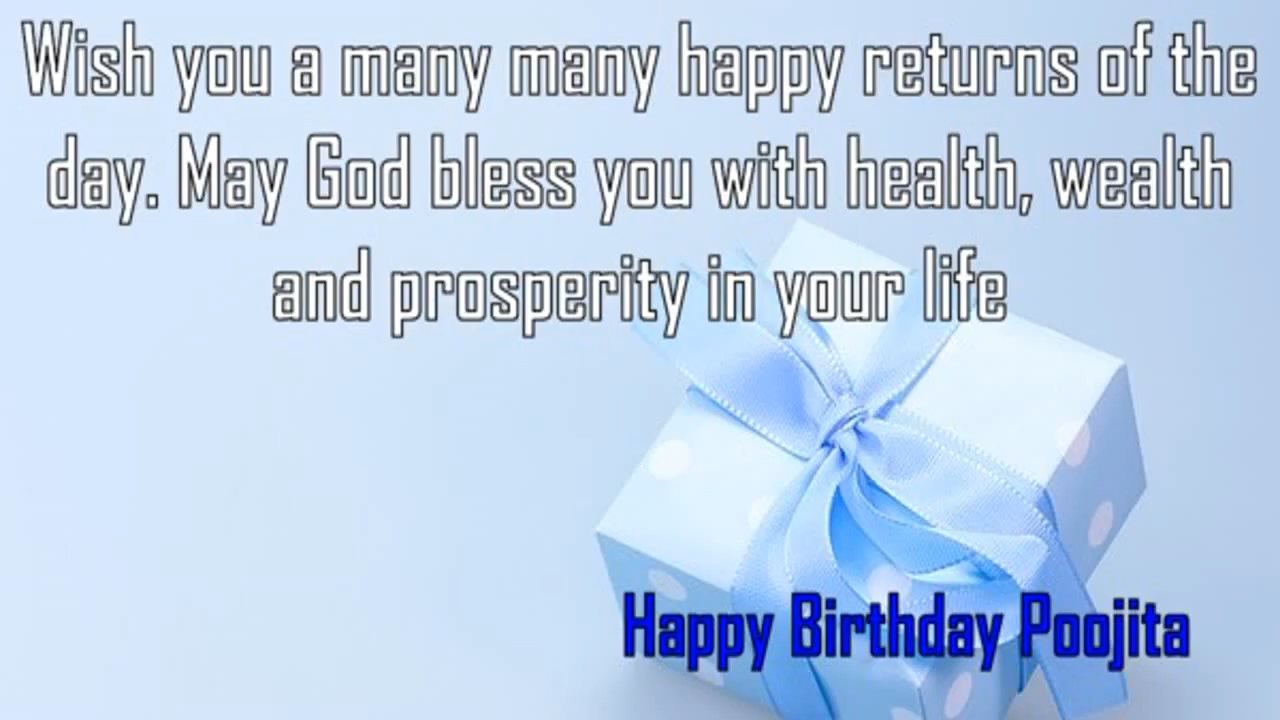 Wish you a many many happy returns of the
day. May God bless you with health, wealth
and prosperity in your life
Happy Birthday Poojita